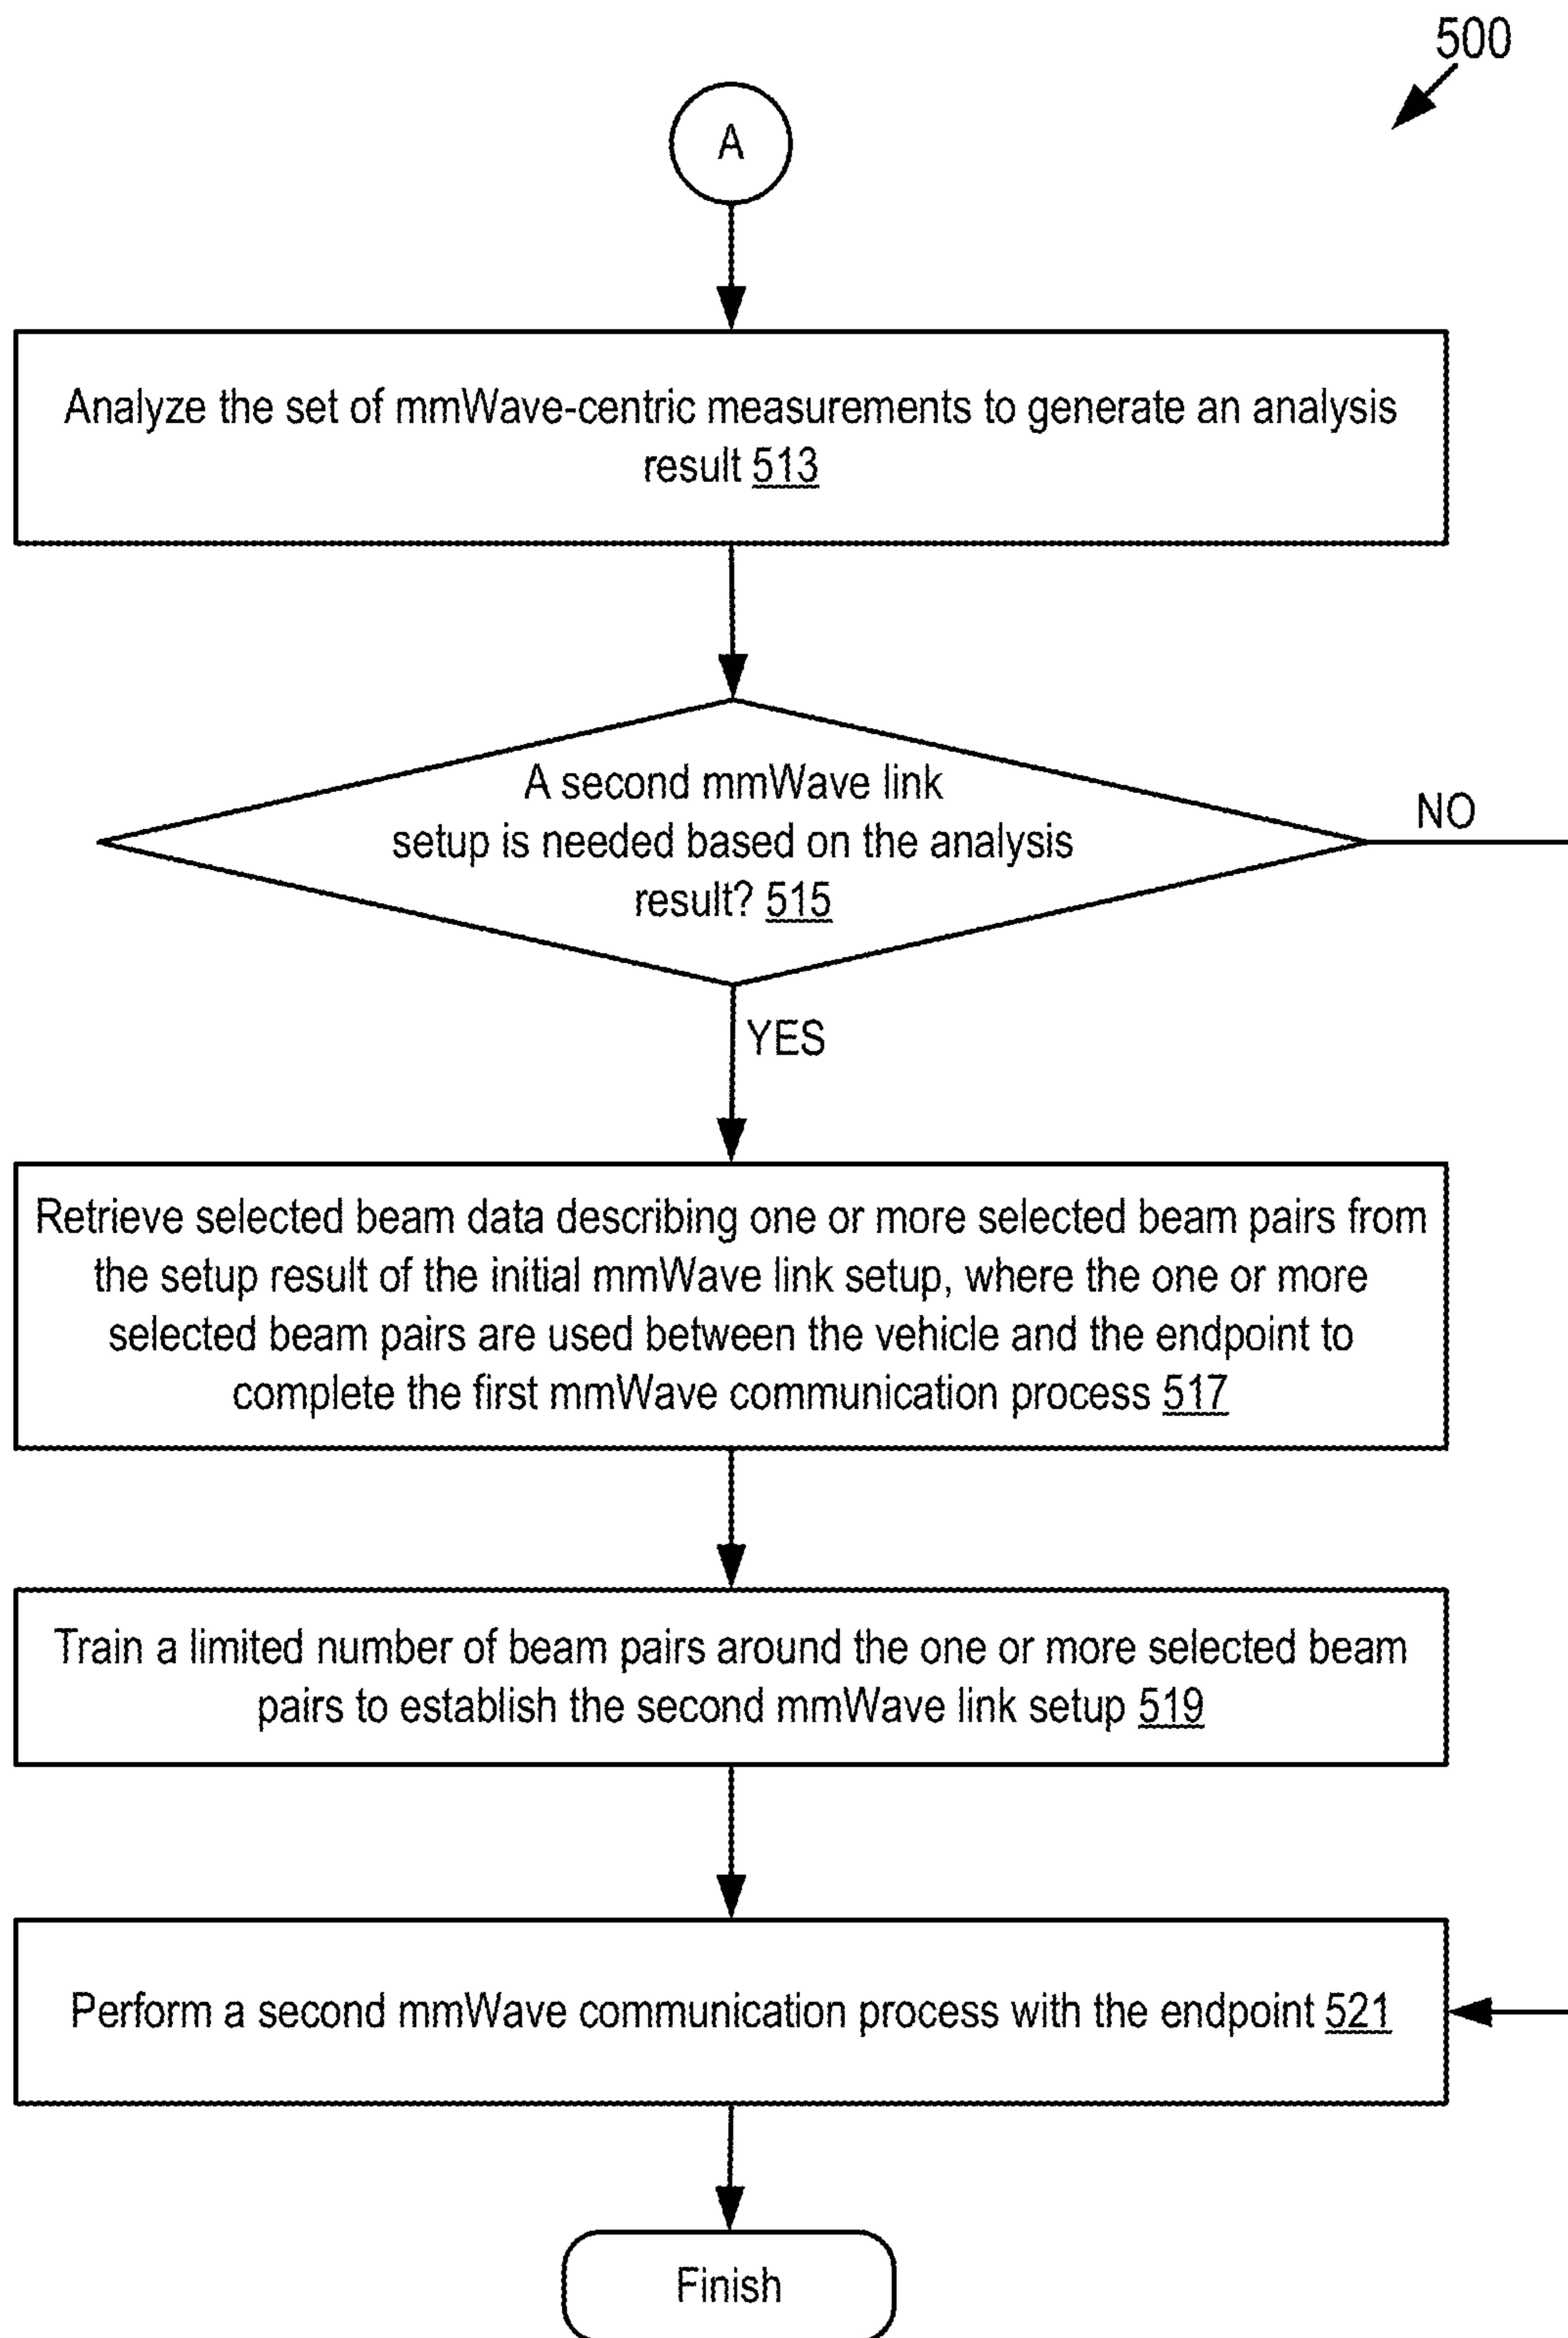 500
A
Analyze the set of mmWave-centric measurements to generate an analysis
result 513
A second mmWave link
setup is needed based on the analysis
result? 515
NO
YES
Retrieve selected beam data describing one or more selected beam pairs from
the setup result of the initial mmWave link setup, where the one or more
selected beam pairs are used between the vehicle and the endpoint to
complete the first mmWave communication process 517
Train a limited number of beam pairs around the one or more selected beam
pairs to establish the second mmWave link setup 519
Perform a second mmWave communication process with the endpoint 521
Finish